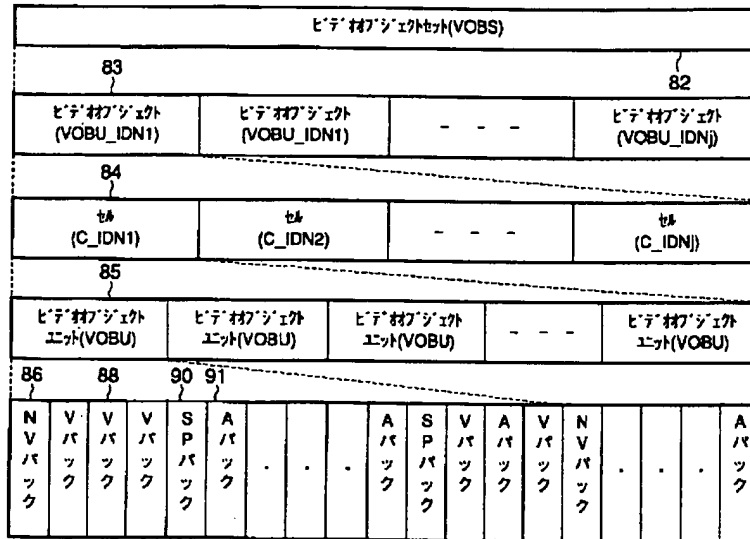 ビデオオブジェクトセット(VOBS)
83
82
ビデオオブジェクト
(VOBU_IDN1)
ビデオオブジェクト
(VOBU_IDN1)
- - -
ビデオオブジェクト
(VOBU_IDNj)
84
セル
(C_IDN1)
セル
(C_IDN2)
- - -
セル
(C_IDNj)
85
ビデオオブジェクト
ユニット(VOBU)
ビデオオブジェクト
ユニット(VOBU)
ビデオオブジェクト
ユニット(VOBU)
- - -
ビデオオブジェクト
ユニット(VOBU)
86
88
90
91
NVパック
Vパック
Vパック
Vパック
SPパック
Aパック
.
.
.
Aパック
SPパック
Vパック
Aパック
Vパック
NVパック
.
.
.
Aパック